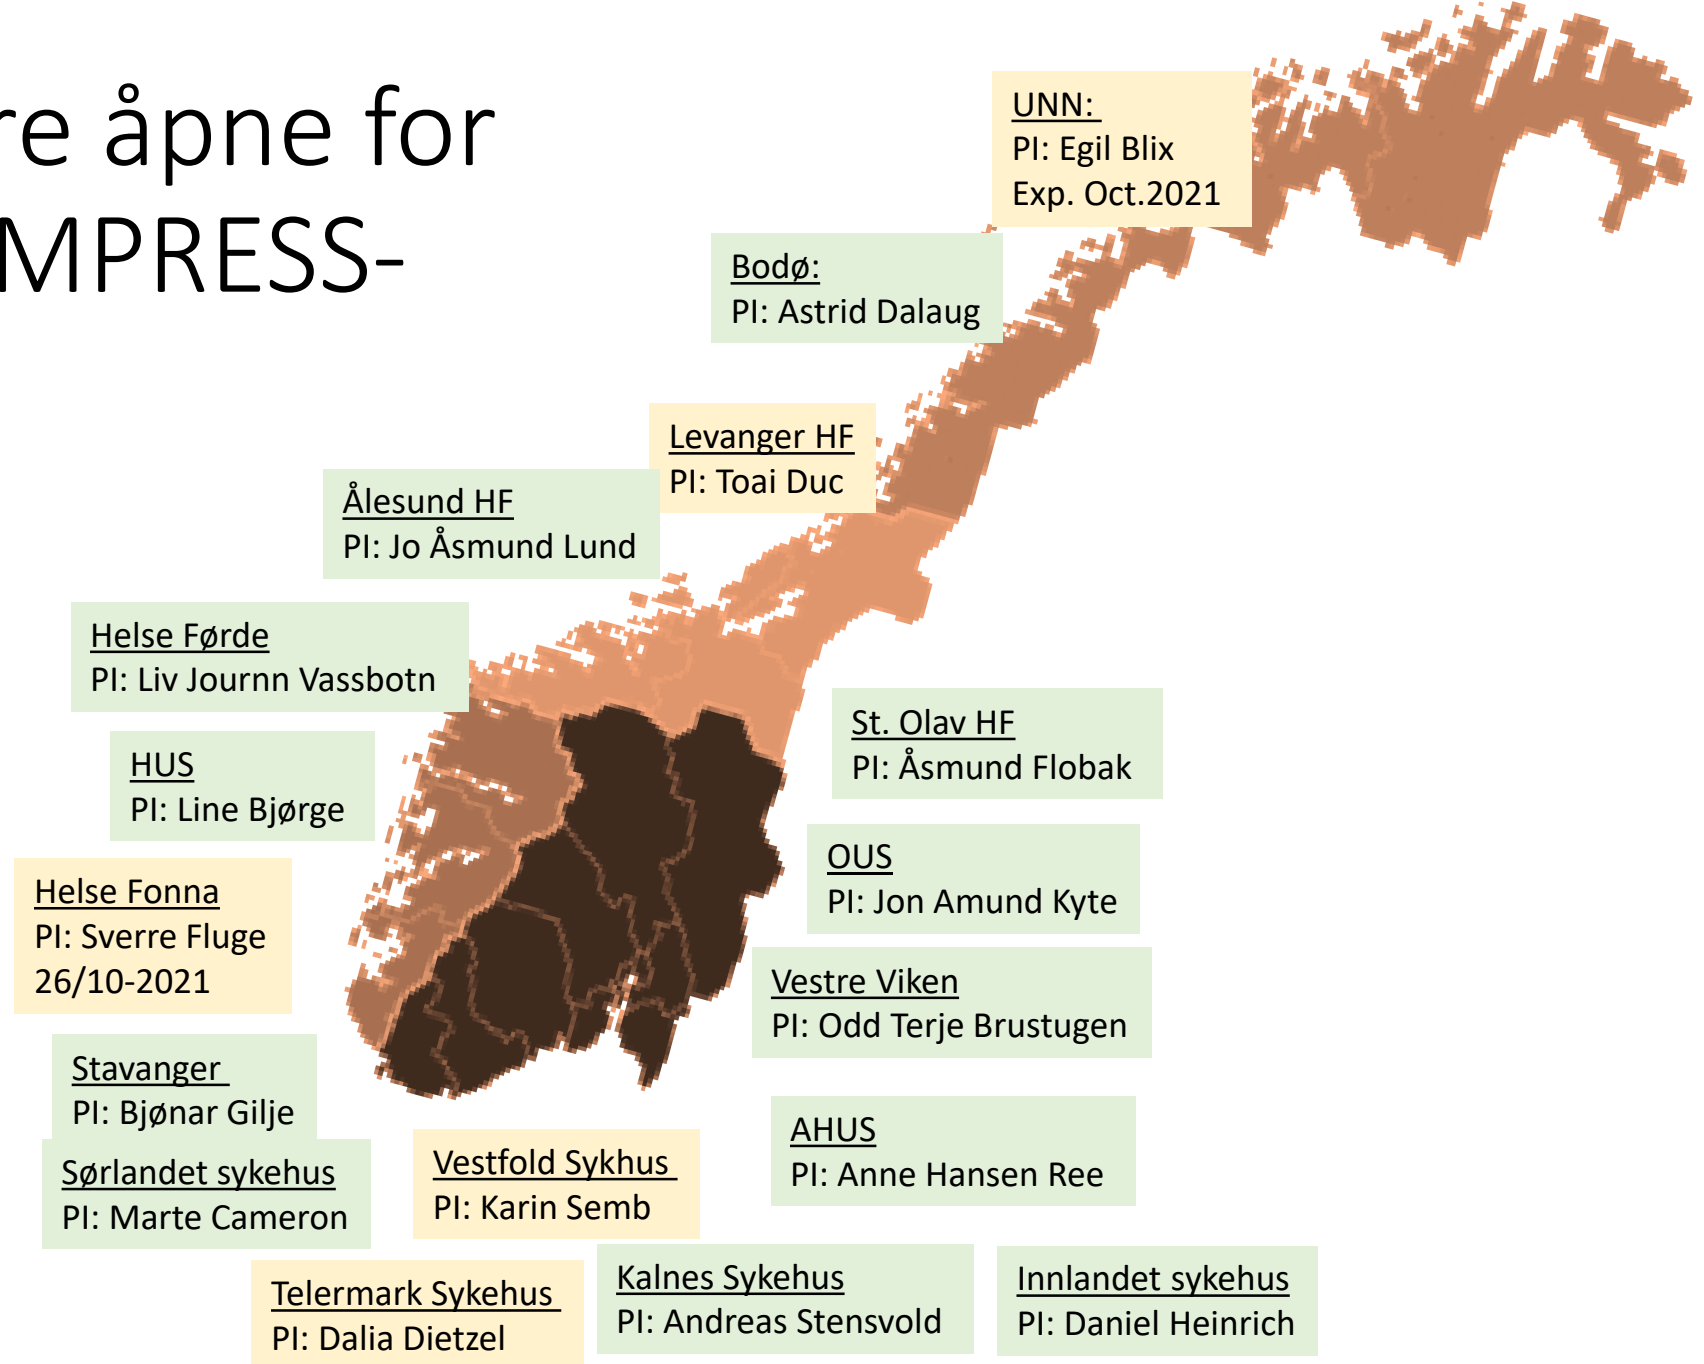 re åpne for
MPRESS-
UNN:
PI: Egil Blix
Exp. Oct.2021
Bodø:
PI: Astrid Dalaug
Levanger HF
PI: Toai Duc
Ålesund HF
PI: Jo Åsmund Lund
Helse Førde
PI: Liv Journn Vassbotn
St. Olav HF
PI: Åsmund Flobak
HUS
PI: Line Bjørge
OUS
PI: Jon Amund Kyte
Helse Fonna
PI: Sverre Fluge
26/10-2021
Vestre Viken
PI: Odd Terje Brustugen
Stavanger
PI: Bjønar Gilje
AHUS
PI: Anne Hansen Ree
Sørlandet sykehus
PI: Marte Cameron
Vestfold Sykhus
PI: Karin Semb
Telermark Sykehus
PI: Dalia Dietzel
Kalnes Sykehus
PI: Andreas Stensvold
Innlandet sykehus
PI: Daniel Heinrich